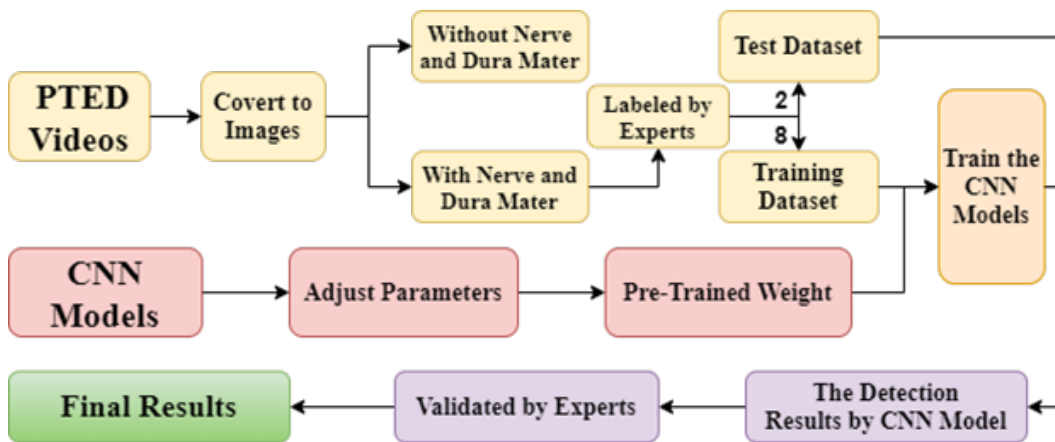 PTED
Videos
Covert to
Images
Without Nerve
and Dura Mater
With Nerve and
Dura Mater
Labeled by
Experts
2
8
Test Dataset
Training
Dataset
Train the
CNN
Models
CNN
Models
Adjust Parameters
Pre-Trained Weight
The Detection
Results by CNN Model
Validated by Experts
Final Results